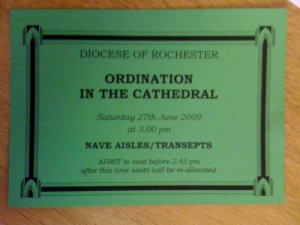 DIOCESE OF ROCHESTER
ORDINATION
IN THE CATHEDRAL
Saturday 27th June 2009
at 3.00 pm
NAVE AISLES/TRANSEPTS
ADMIT to seat before 2.45 pm
after this time seats will be re-allocated